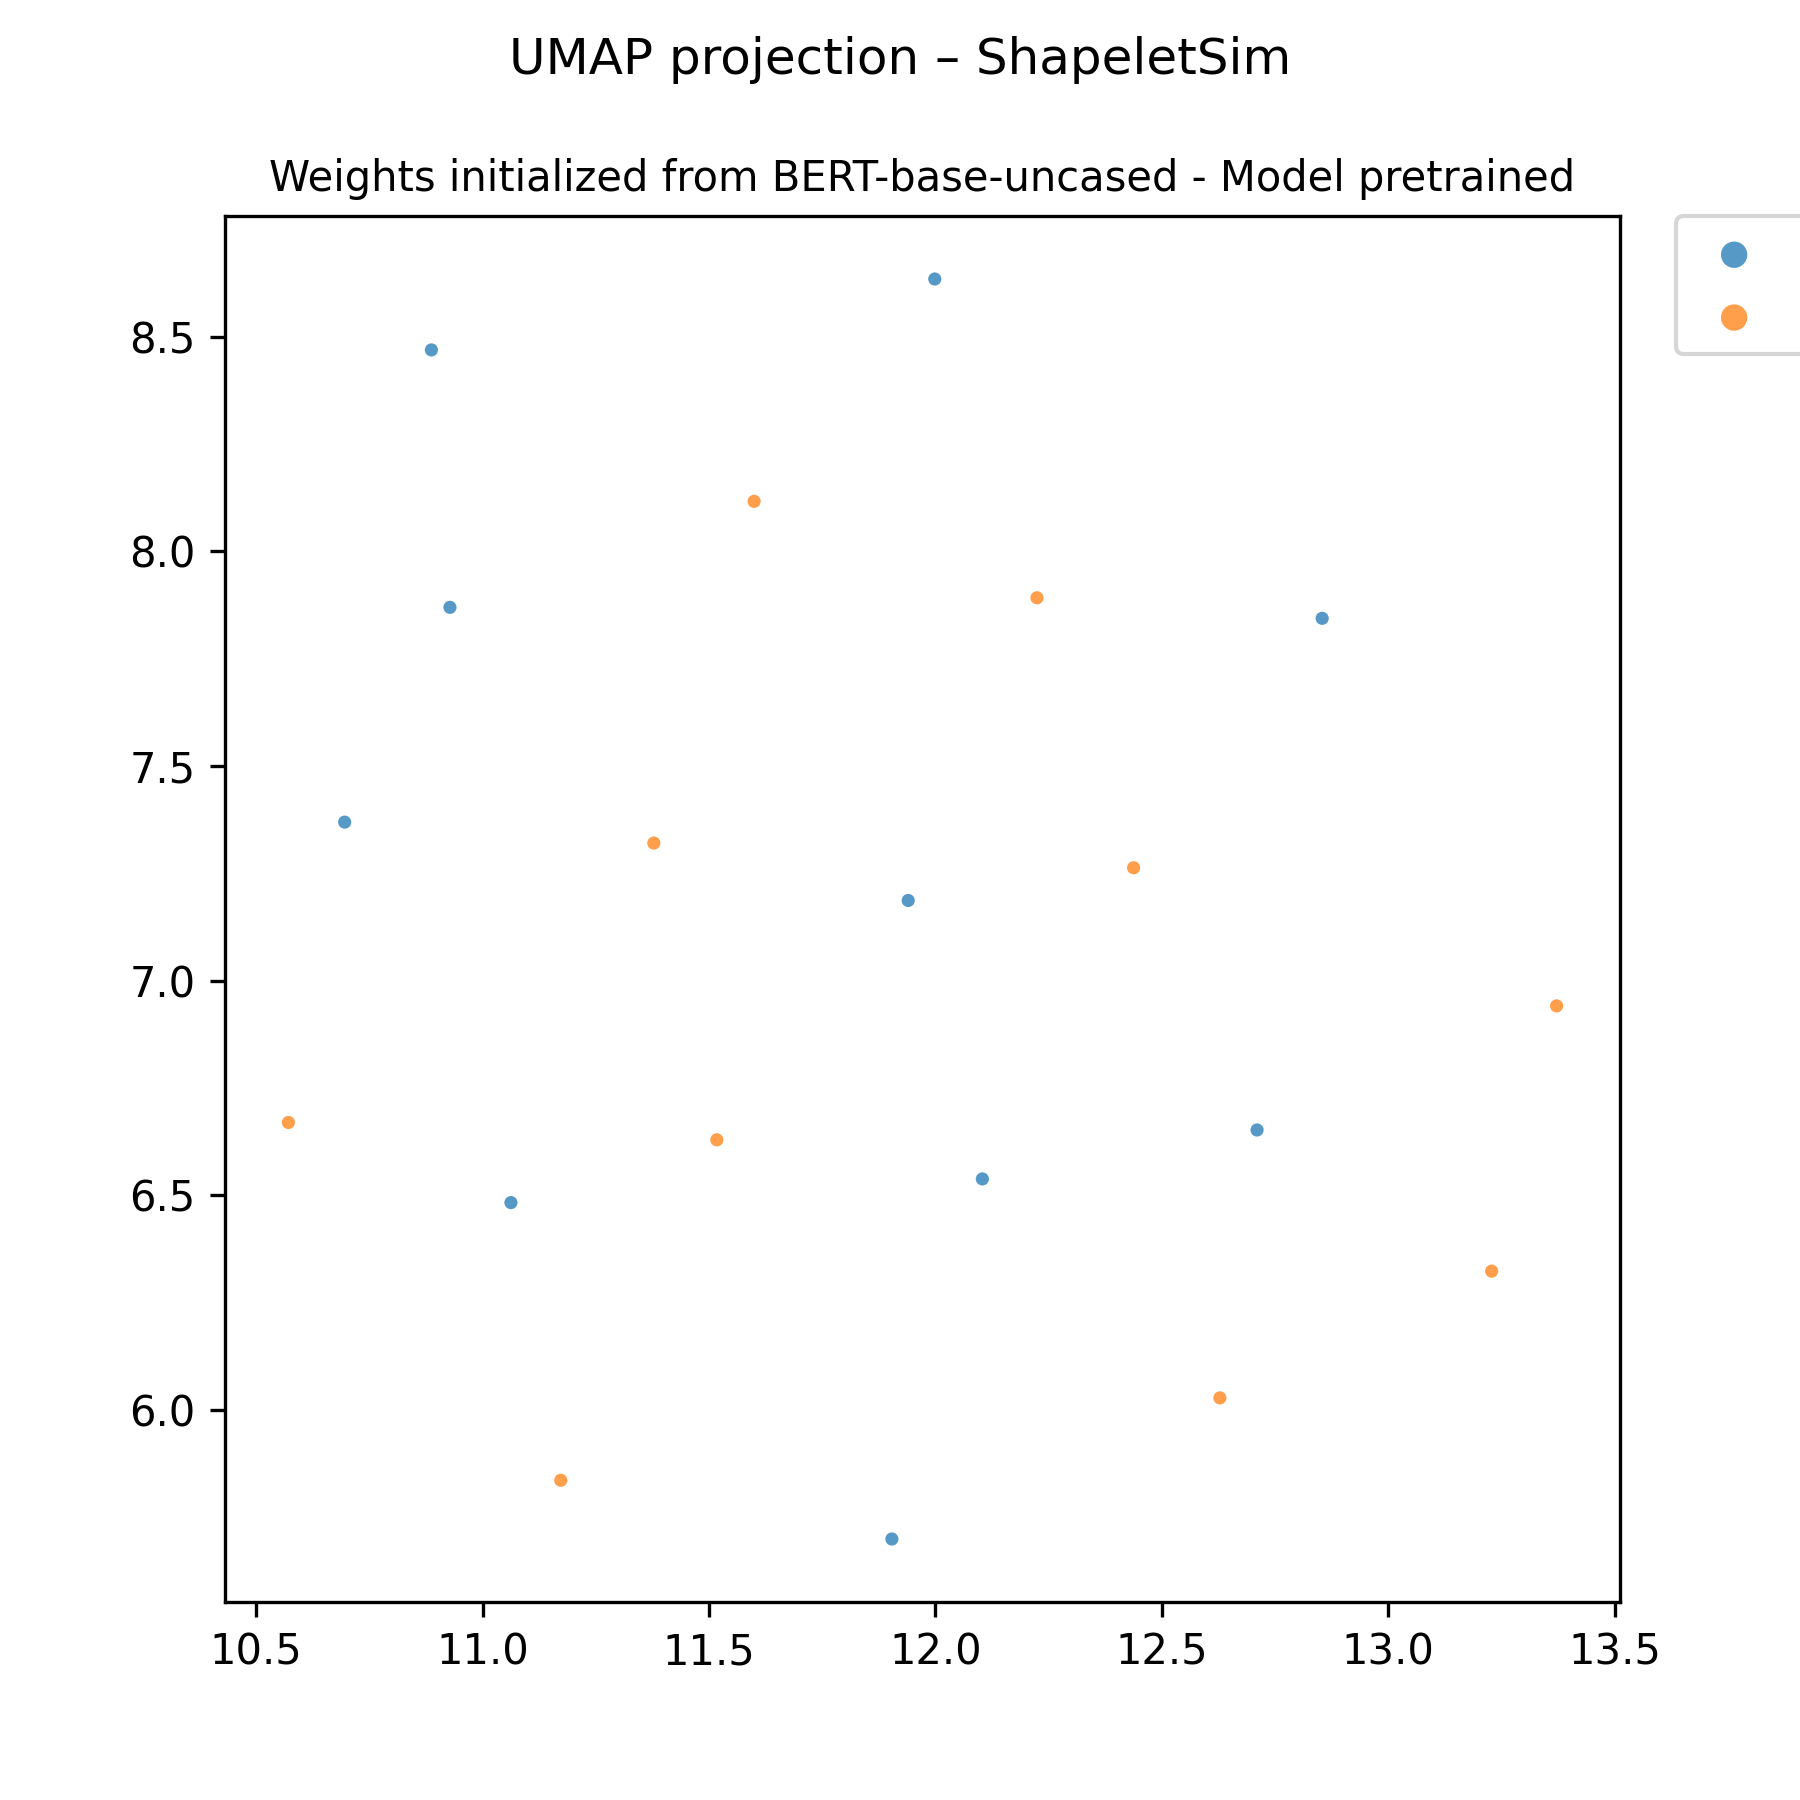 UMAP projection – ShapeletSim
Weights initialized from BERT-base-uncased - Model pretrained
8.5
8.0
7.5
7.0
6.5
6.0
10.5 11.0 11.5 12.0 12.5 13.0 13.5